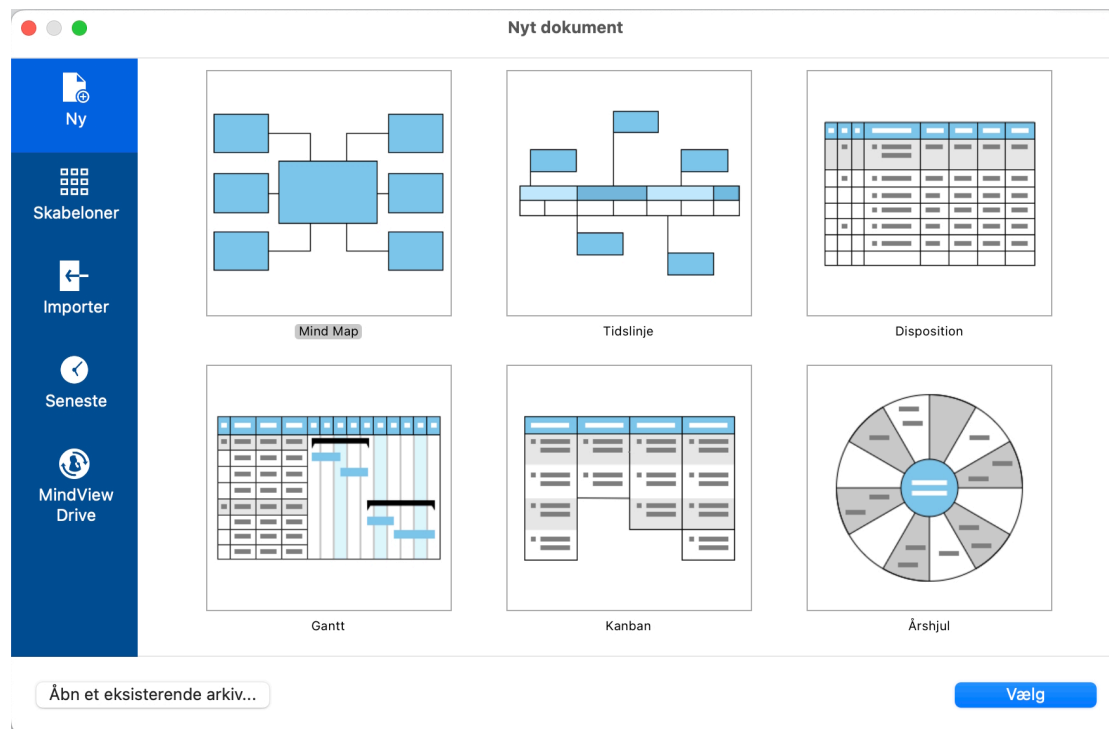 Nyt dokument
Ny
Skabeloner
Importer
Seneste
MindView
Drive
Mind Map
Tidslinje
Disposition
Gantt
Kanban
Årshjul
Åbn et eksisterende arkiv...
Vælg